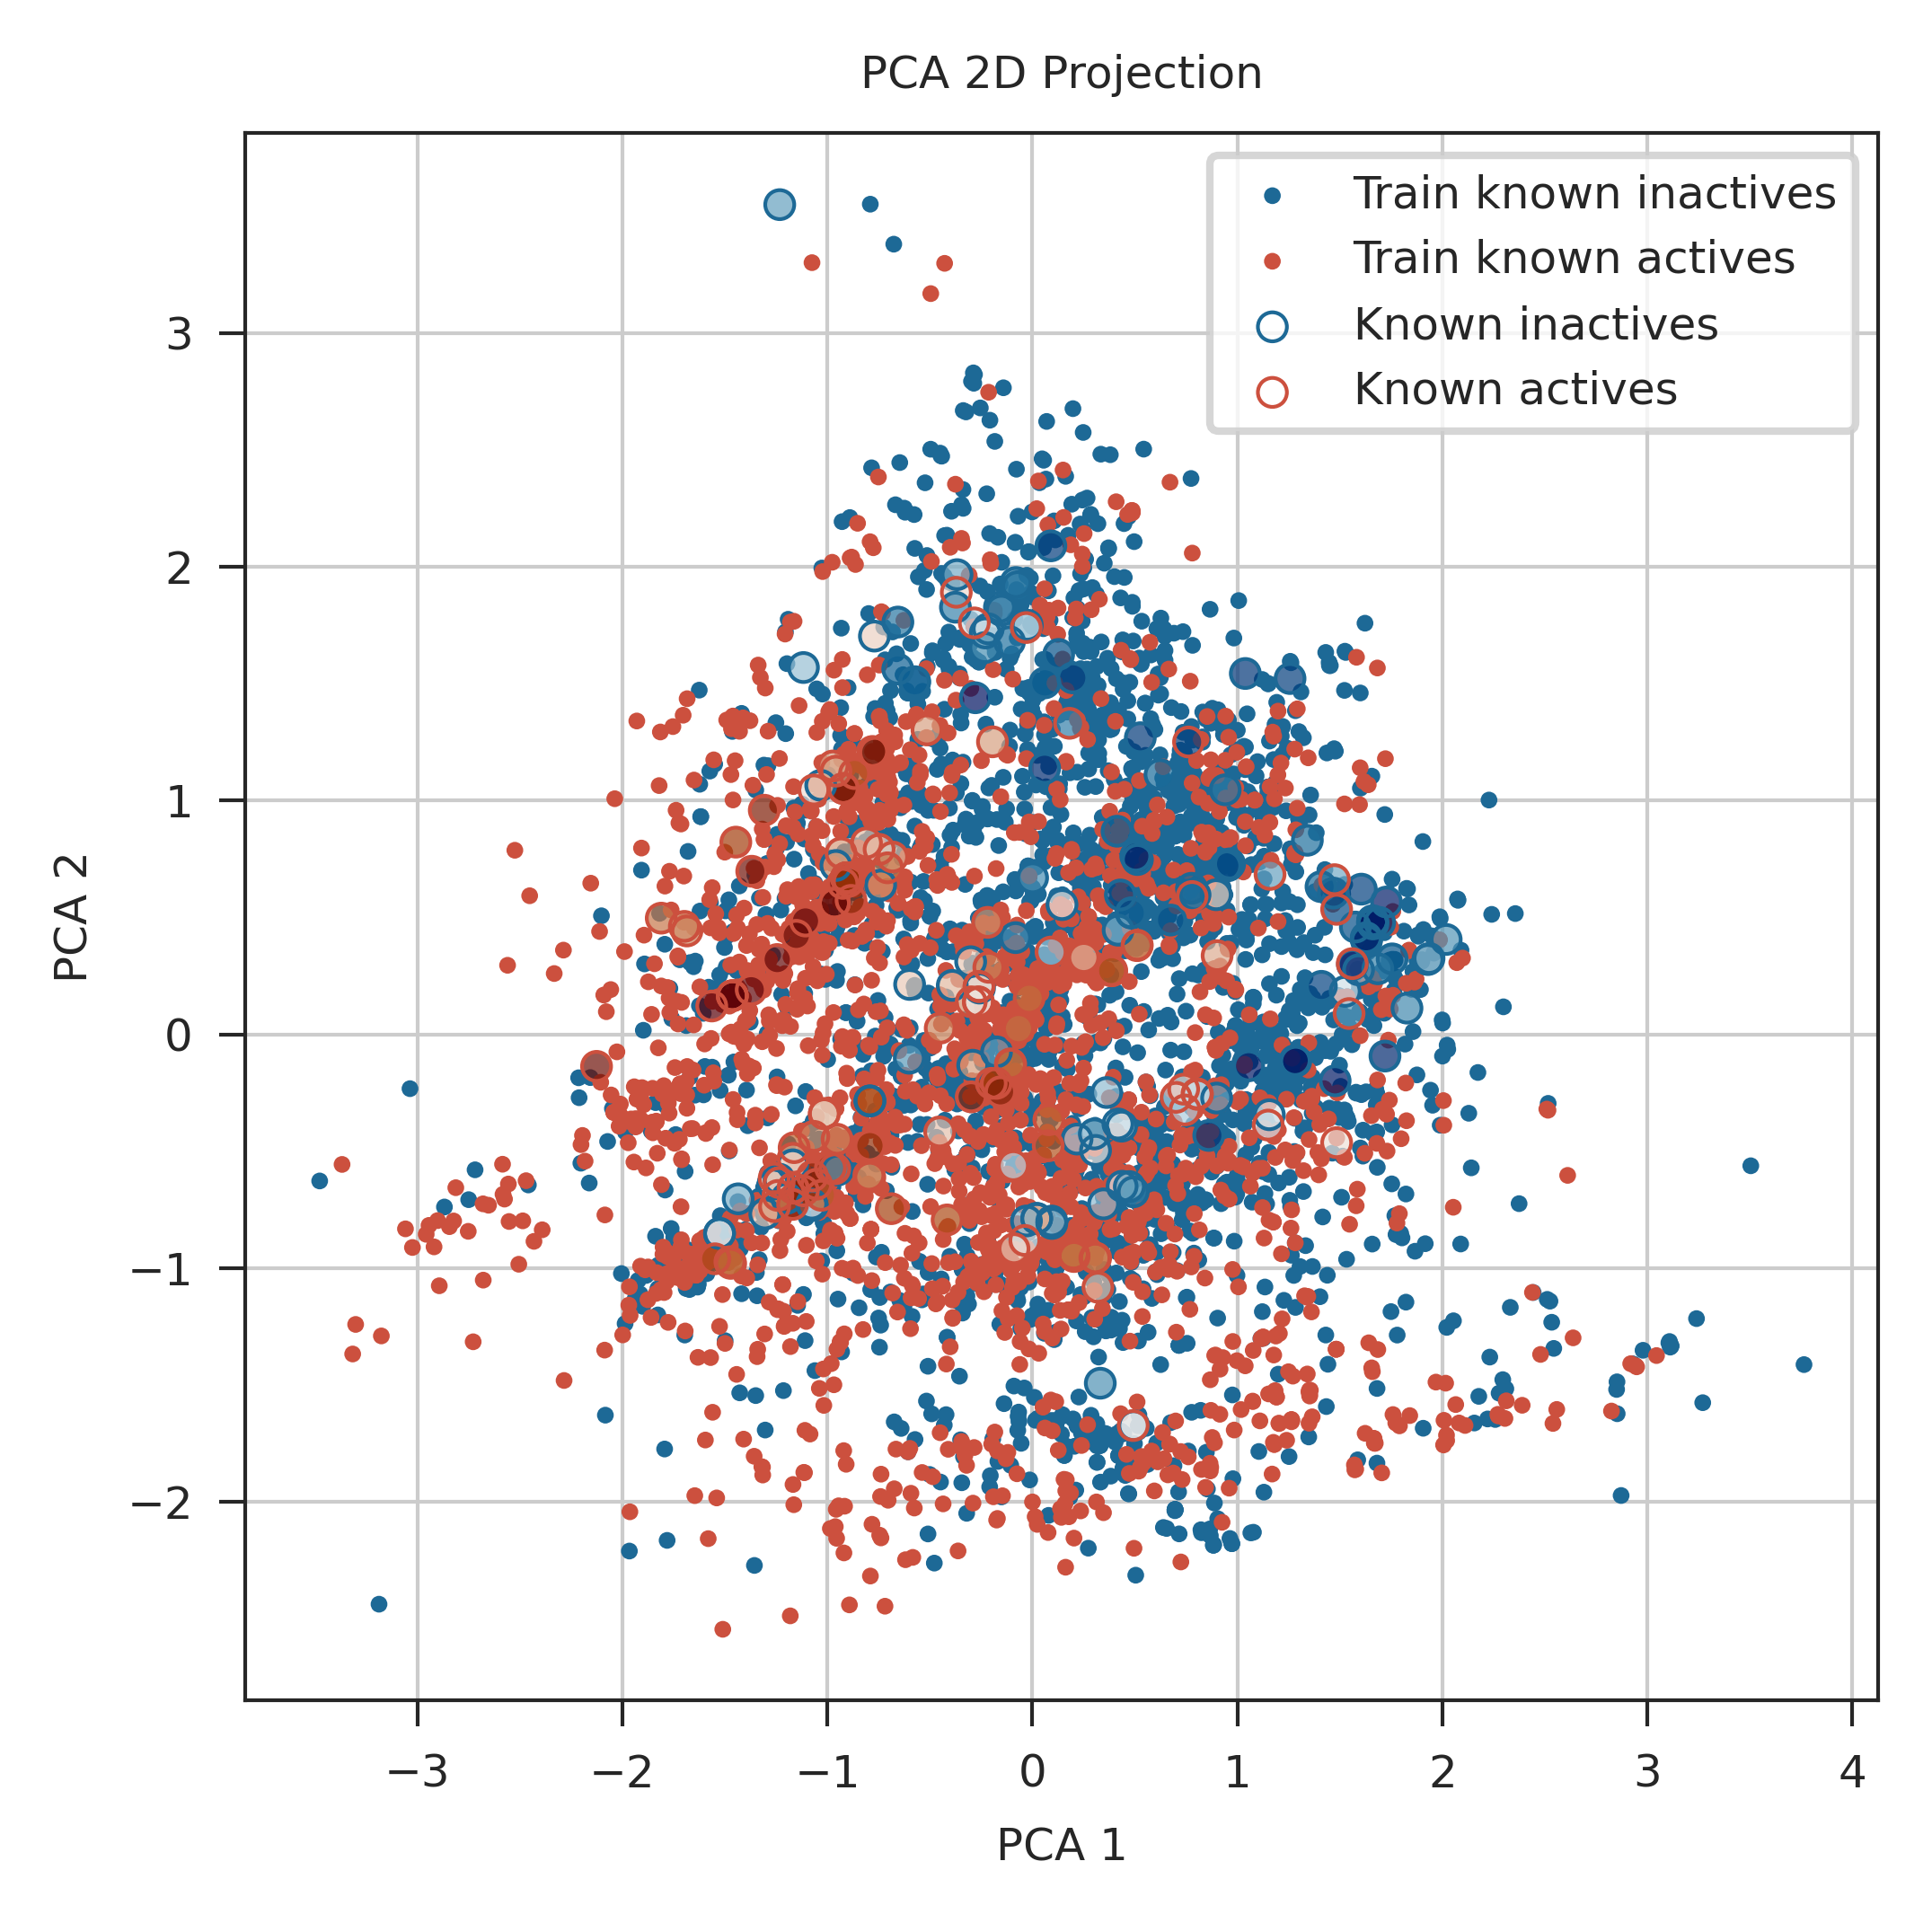 PCA 2D Projection
Train known inactives
Train known actives
Known inactives
Known actives
3
2
1
0
−1
−2
PCA 2
−3
−2
−1
0
1
2
3
4
PCA 1